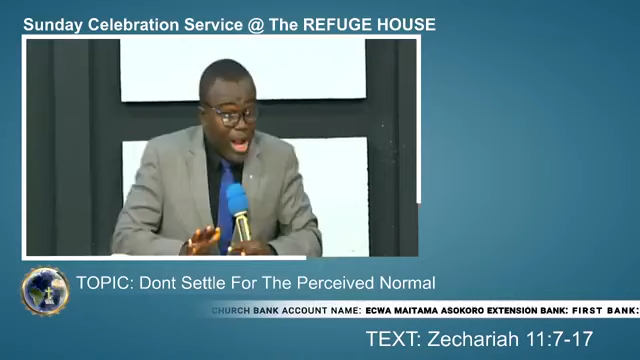 Sunday Celebration Service @ The REFUGE HOUSE
TOPIC: Dont Settle For The Perceived Normal
CHURCH BANK ACCOUNT NAME: ECWA MAITAMA ASOKORO EXTENSION BANK: FIRST BANK:
TEXT: Zechariah 11:7-17